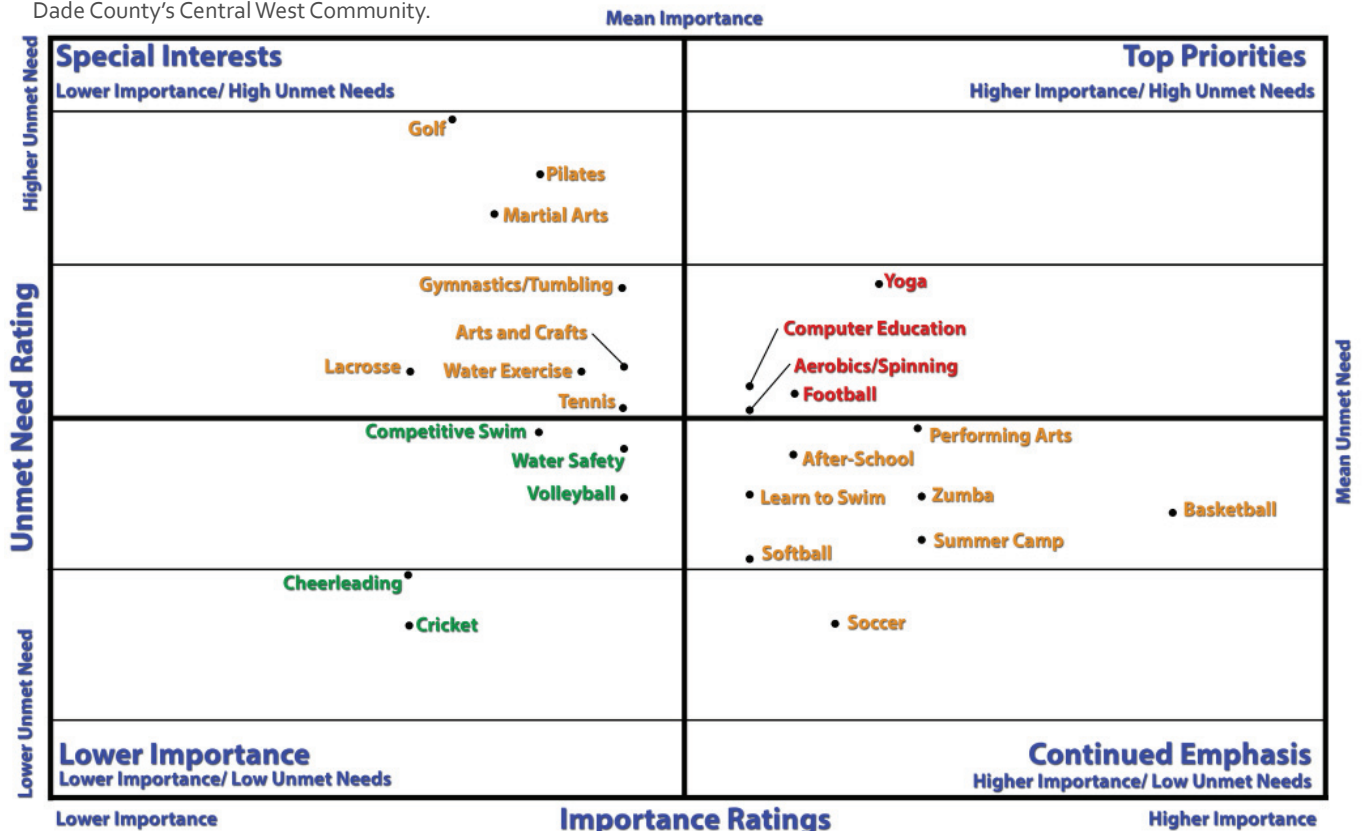 Dade County's Central West Community.
Mean Importance
Special Interests
Lower Importance/ High Unmet Needs
Top Priorities
Higher Importance/ High Unmet Needs
Higher Unmet Need
Unmet Need Rating
Lower Unmet Need
Mean Unmet Need
Golf
Pilates
Martial Arts
Gymnastics/Tumbling
Arts and Crafts
Lacrosse
Water Exercise
Tennis
Yoga
Computer Education
Aerobics/Spinning
Football
Competitive Swim
Water Safety
Volleyball
Cheerleading
Cricket
Performing Arts
After-School
Learn to Swim
Zumba
Basketball
Summer Camp
Softball
Soccer
Lower Importance
Lower Importance/ Low Unmet Needs
Continued Emphasis
Higher Importance/ Low Unmet Needs
Lower Importance
Importance Ratings
Higher Importance